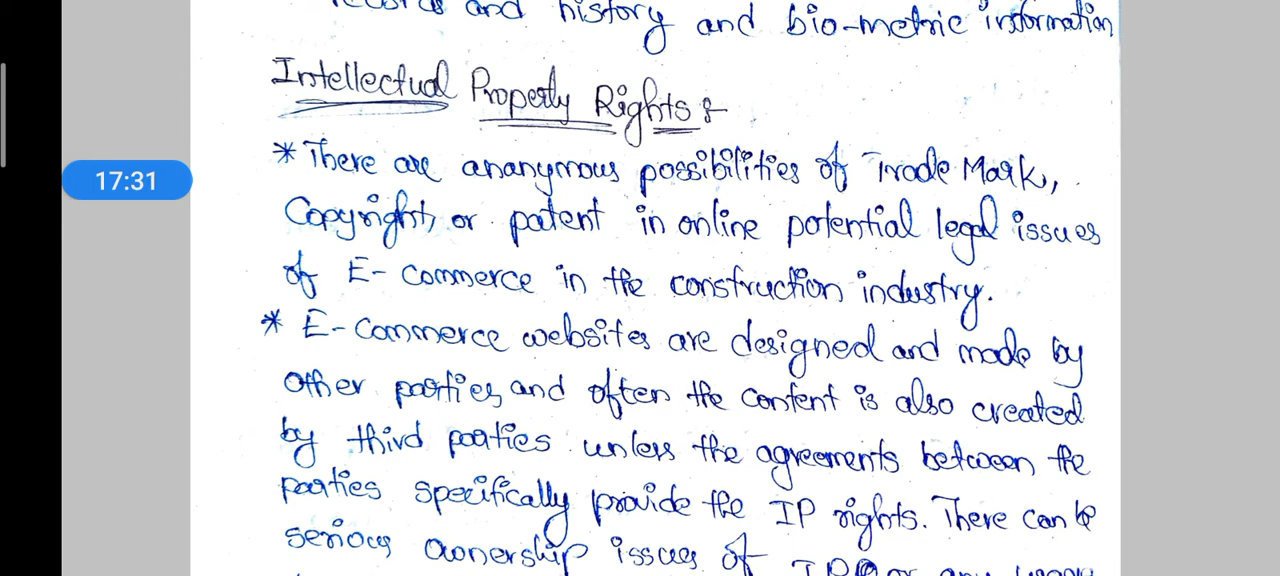 and history and bio-metric information
Intellectual Property Rights :-
* There are ananymous possibilities of Trade Mark,
17:31
Copyright, or patent in online potential legal issues
of E-Commerce in the construction industry.
* E-Commerce websites are designed and made by
other parties and often the content is also created
by third parties unless the agreements between the
parties specifically provide the IP rights. There can be
serious ownership issues of